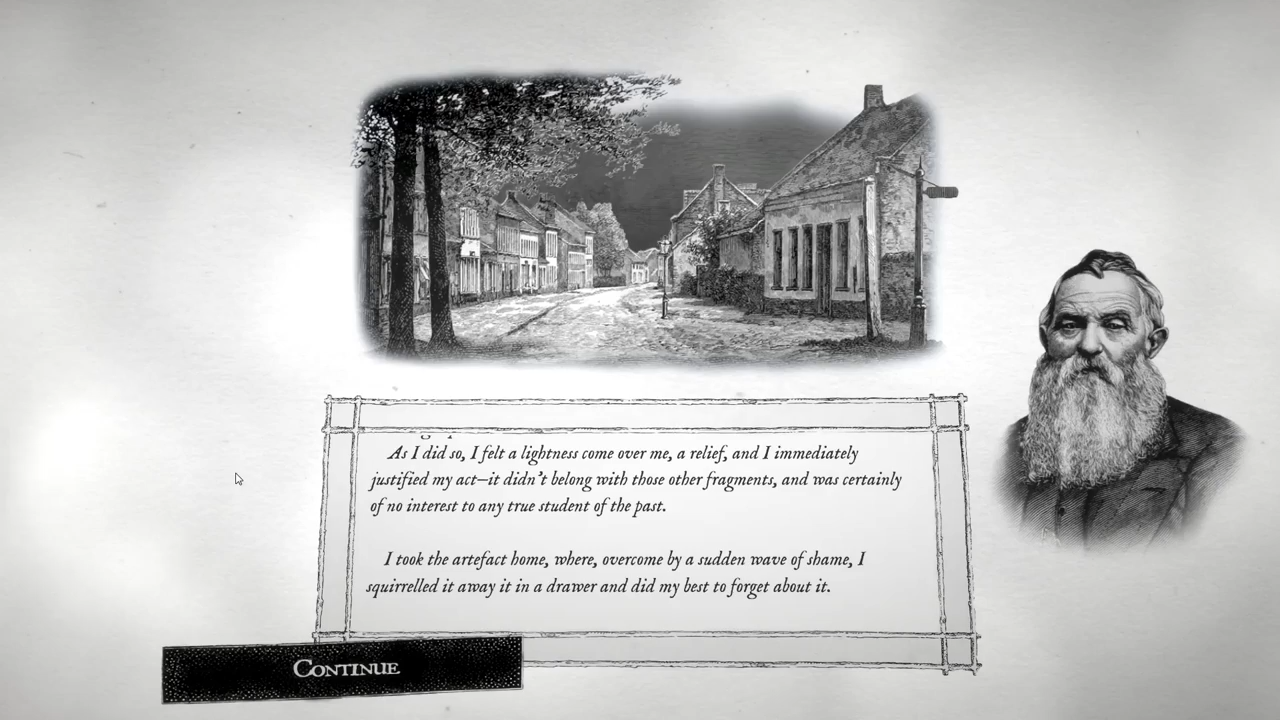 As I did so, I felt a lightness come over me, a relief, and I immediately
justified my act—it didn't belong with those other fragments, and was certainly
of no interest to any true student of the past.
I took the artefact home, where, overcome by a sudden wave of shame, I
squirrelled it away it in a drawer and did my best to forget about it.
Continue